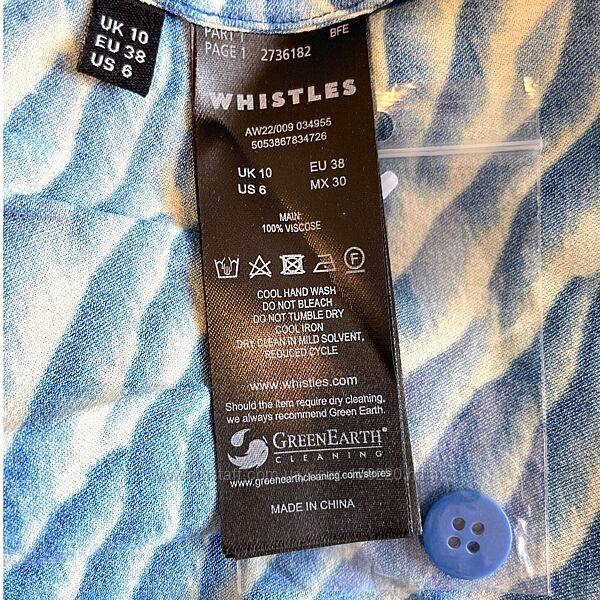 UK 10
EU 38
US 6
BFE
PAGE 1 2736182
WHISTLES
AW22/009 034955
5053867834726
UK 10 EU 38
US 6 MX 30
MAIN:
100% VISCOSE
F
COOL HAND WASH
DO NOT BLEACH
DO NOT TUMBLE DRY
COOL IRON
DRY CLEAN IN MILD SOLVENT,
REDUCED CYCLE
www.whistles.com
Should the item require dry cleaning,
we always recommend Green Earth.
GREENEARTH®
CLEANING
www.greenearthcleaning.com/stores
MADE IN CHINA